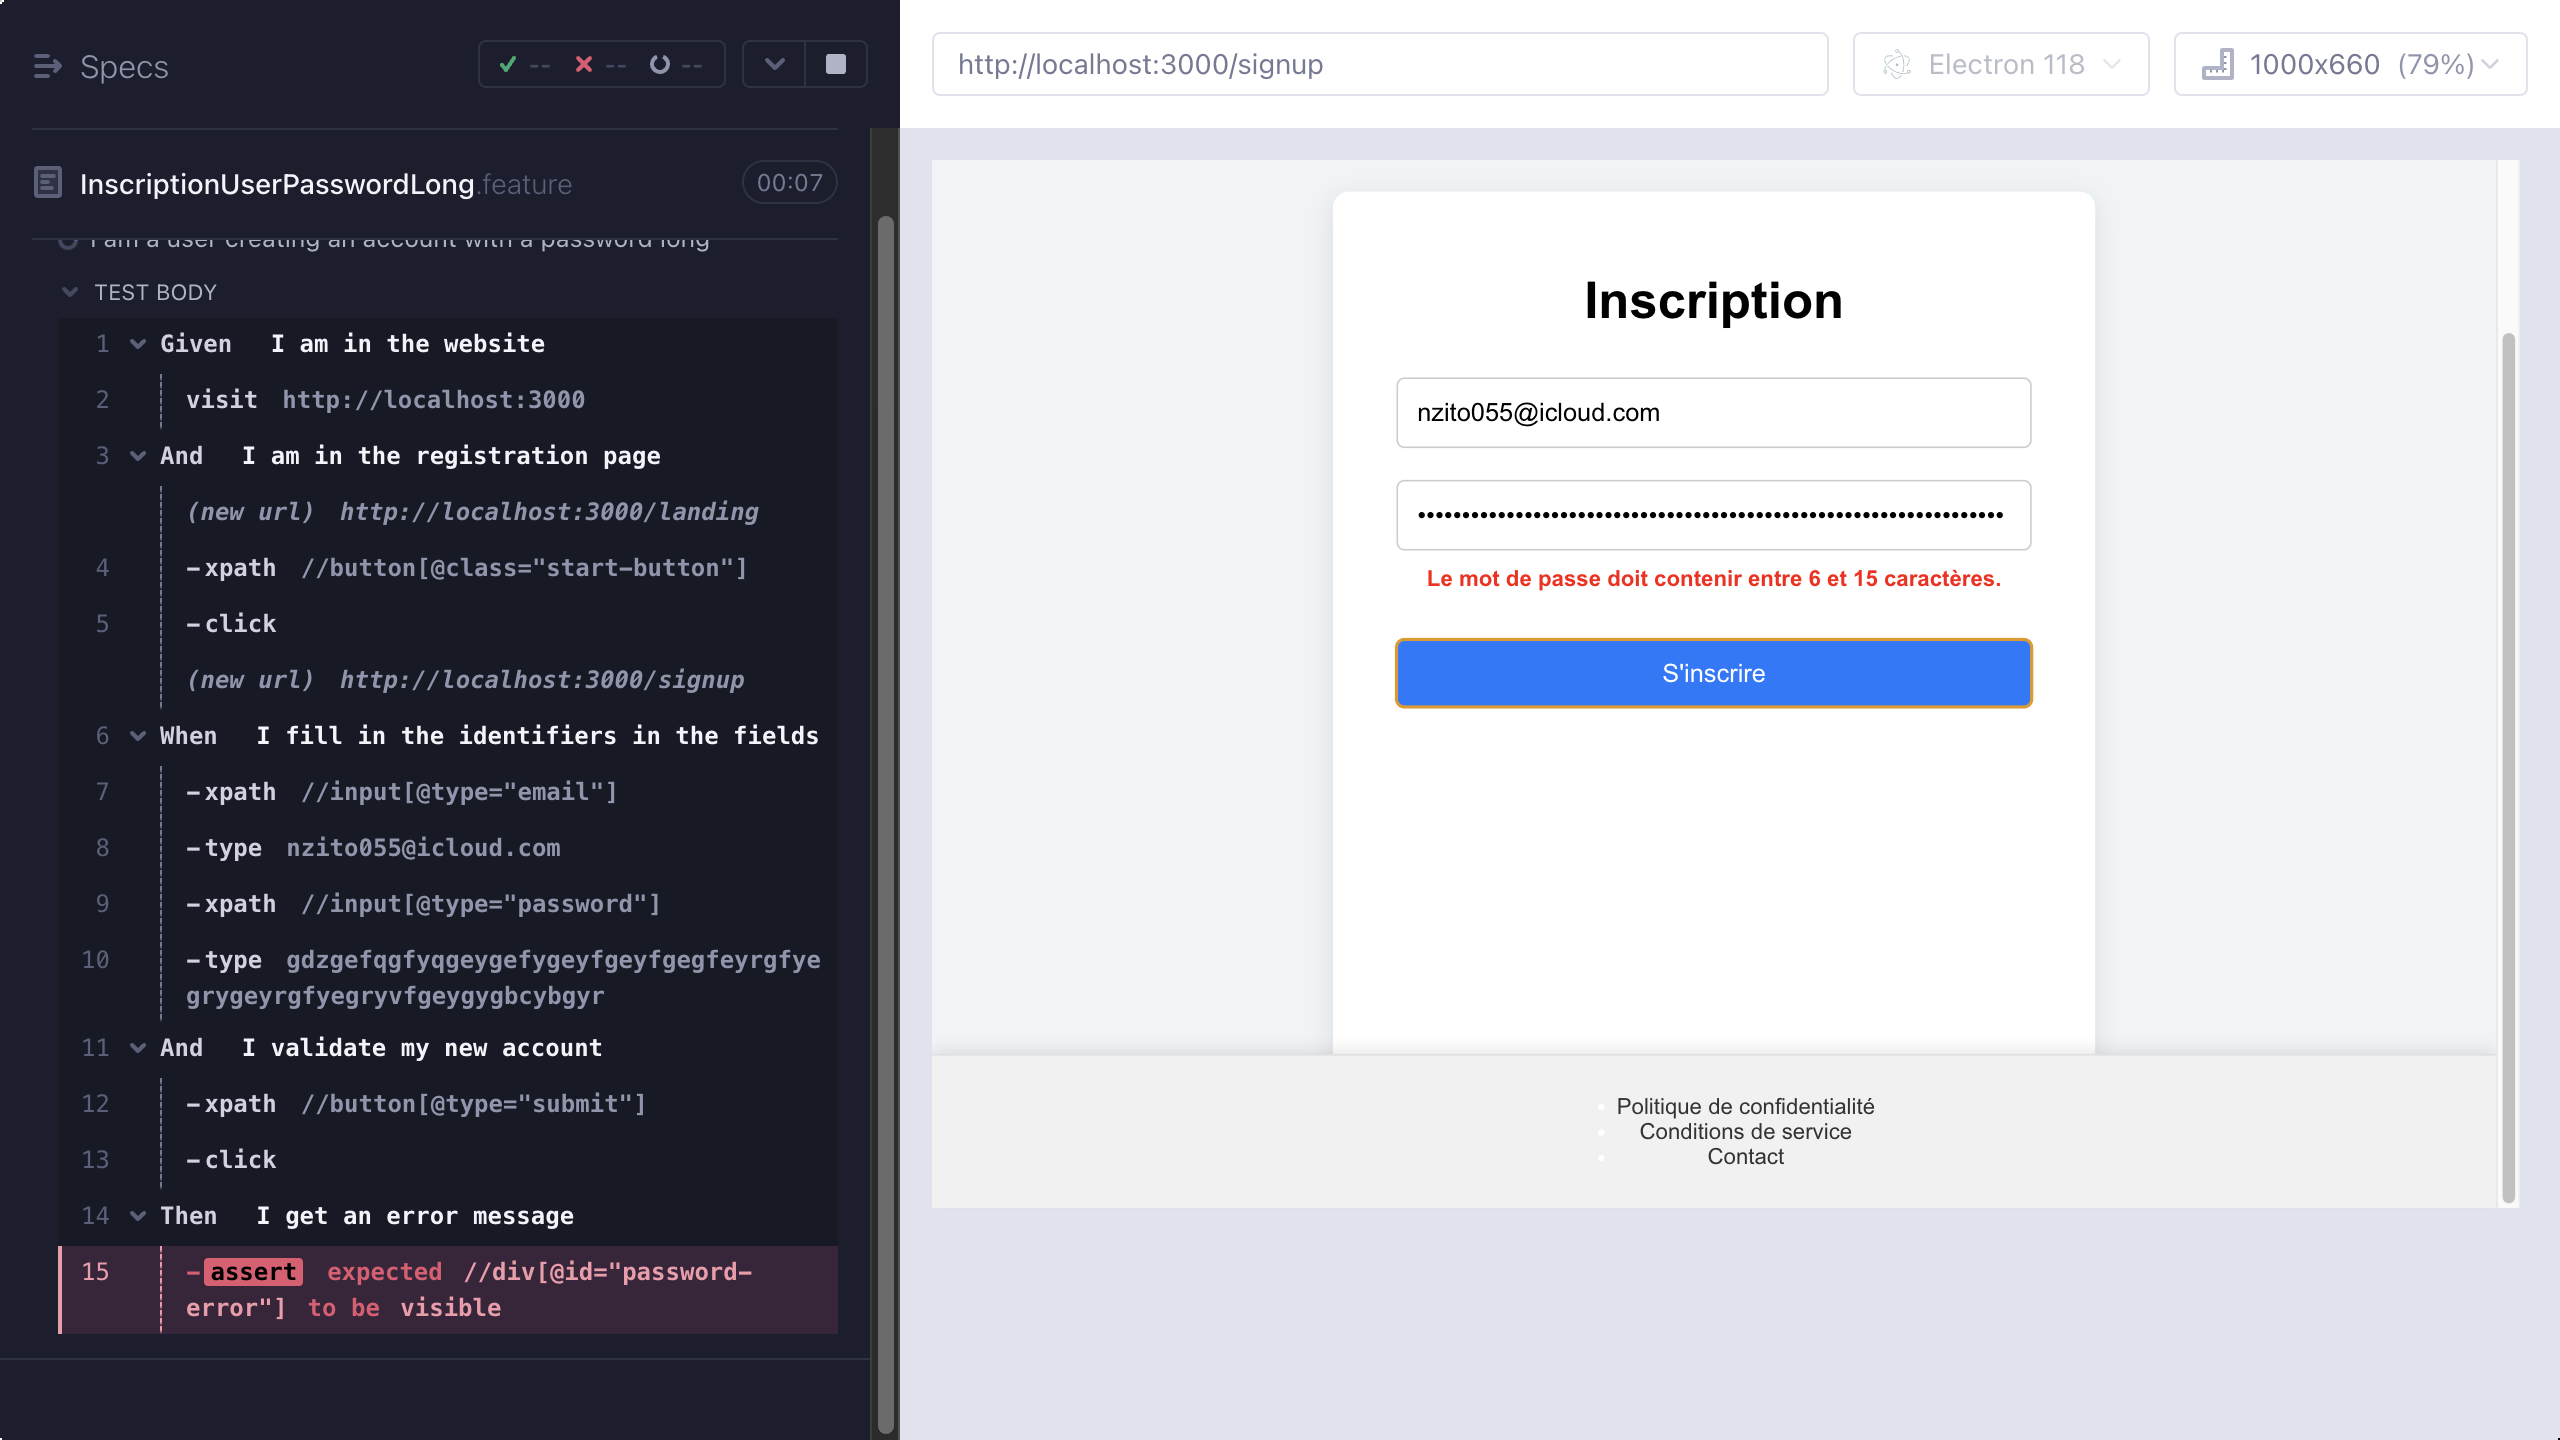 Specs
-- -- --
InscriptionUserPasswordLong.feature 00:07
I am a user creating an account with a password long
TEST BODY
1 Given I am in the website
2 visit http://localhost:3000
3 And I am in the registration page
(new url) http://localhost:3000/landing
4 -xpath //button[@class="start-button"]
5 -click
(new url) http://localhost:3000/signup
6 When I fill in the identifiers in the fields
7 -xpath //input[@type="email"]
8 -type nzito055@icloud.com
9 -xpath //input[@type="password"]
10 -type gdzgefqgfyqgeygefygeyfgeyfgegfeyrgfye
grygeyrgfyegryvfgeygygbcybgyr
11 And I validate my new account
12 -xpath //button[@type="submit"]
13 -click
14 Then I get an error message
15 -assert expected //div[@id="password-
error"] to be visible
http://localhost:3000/signup
Electron 118
1000x660 (79%)
Inscription
nzito055@icloud.com
Le mot de passe doit contenir entre 6 et 15 caractères.
S'inscrire
Politique de confidentialité
Conditions de service
Contact